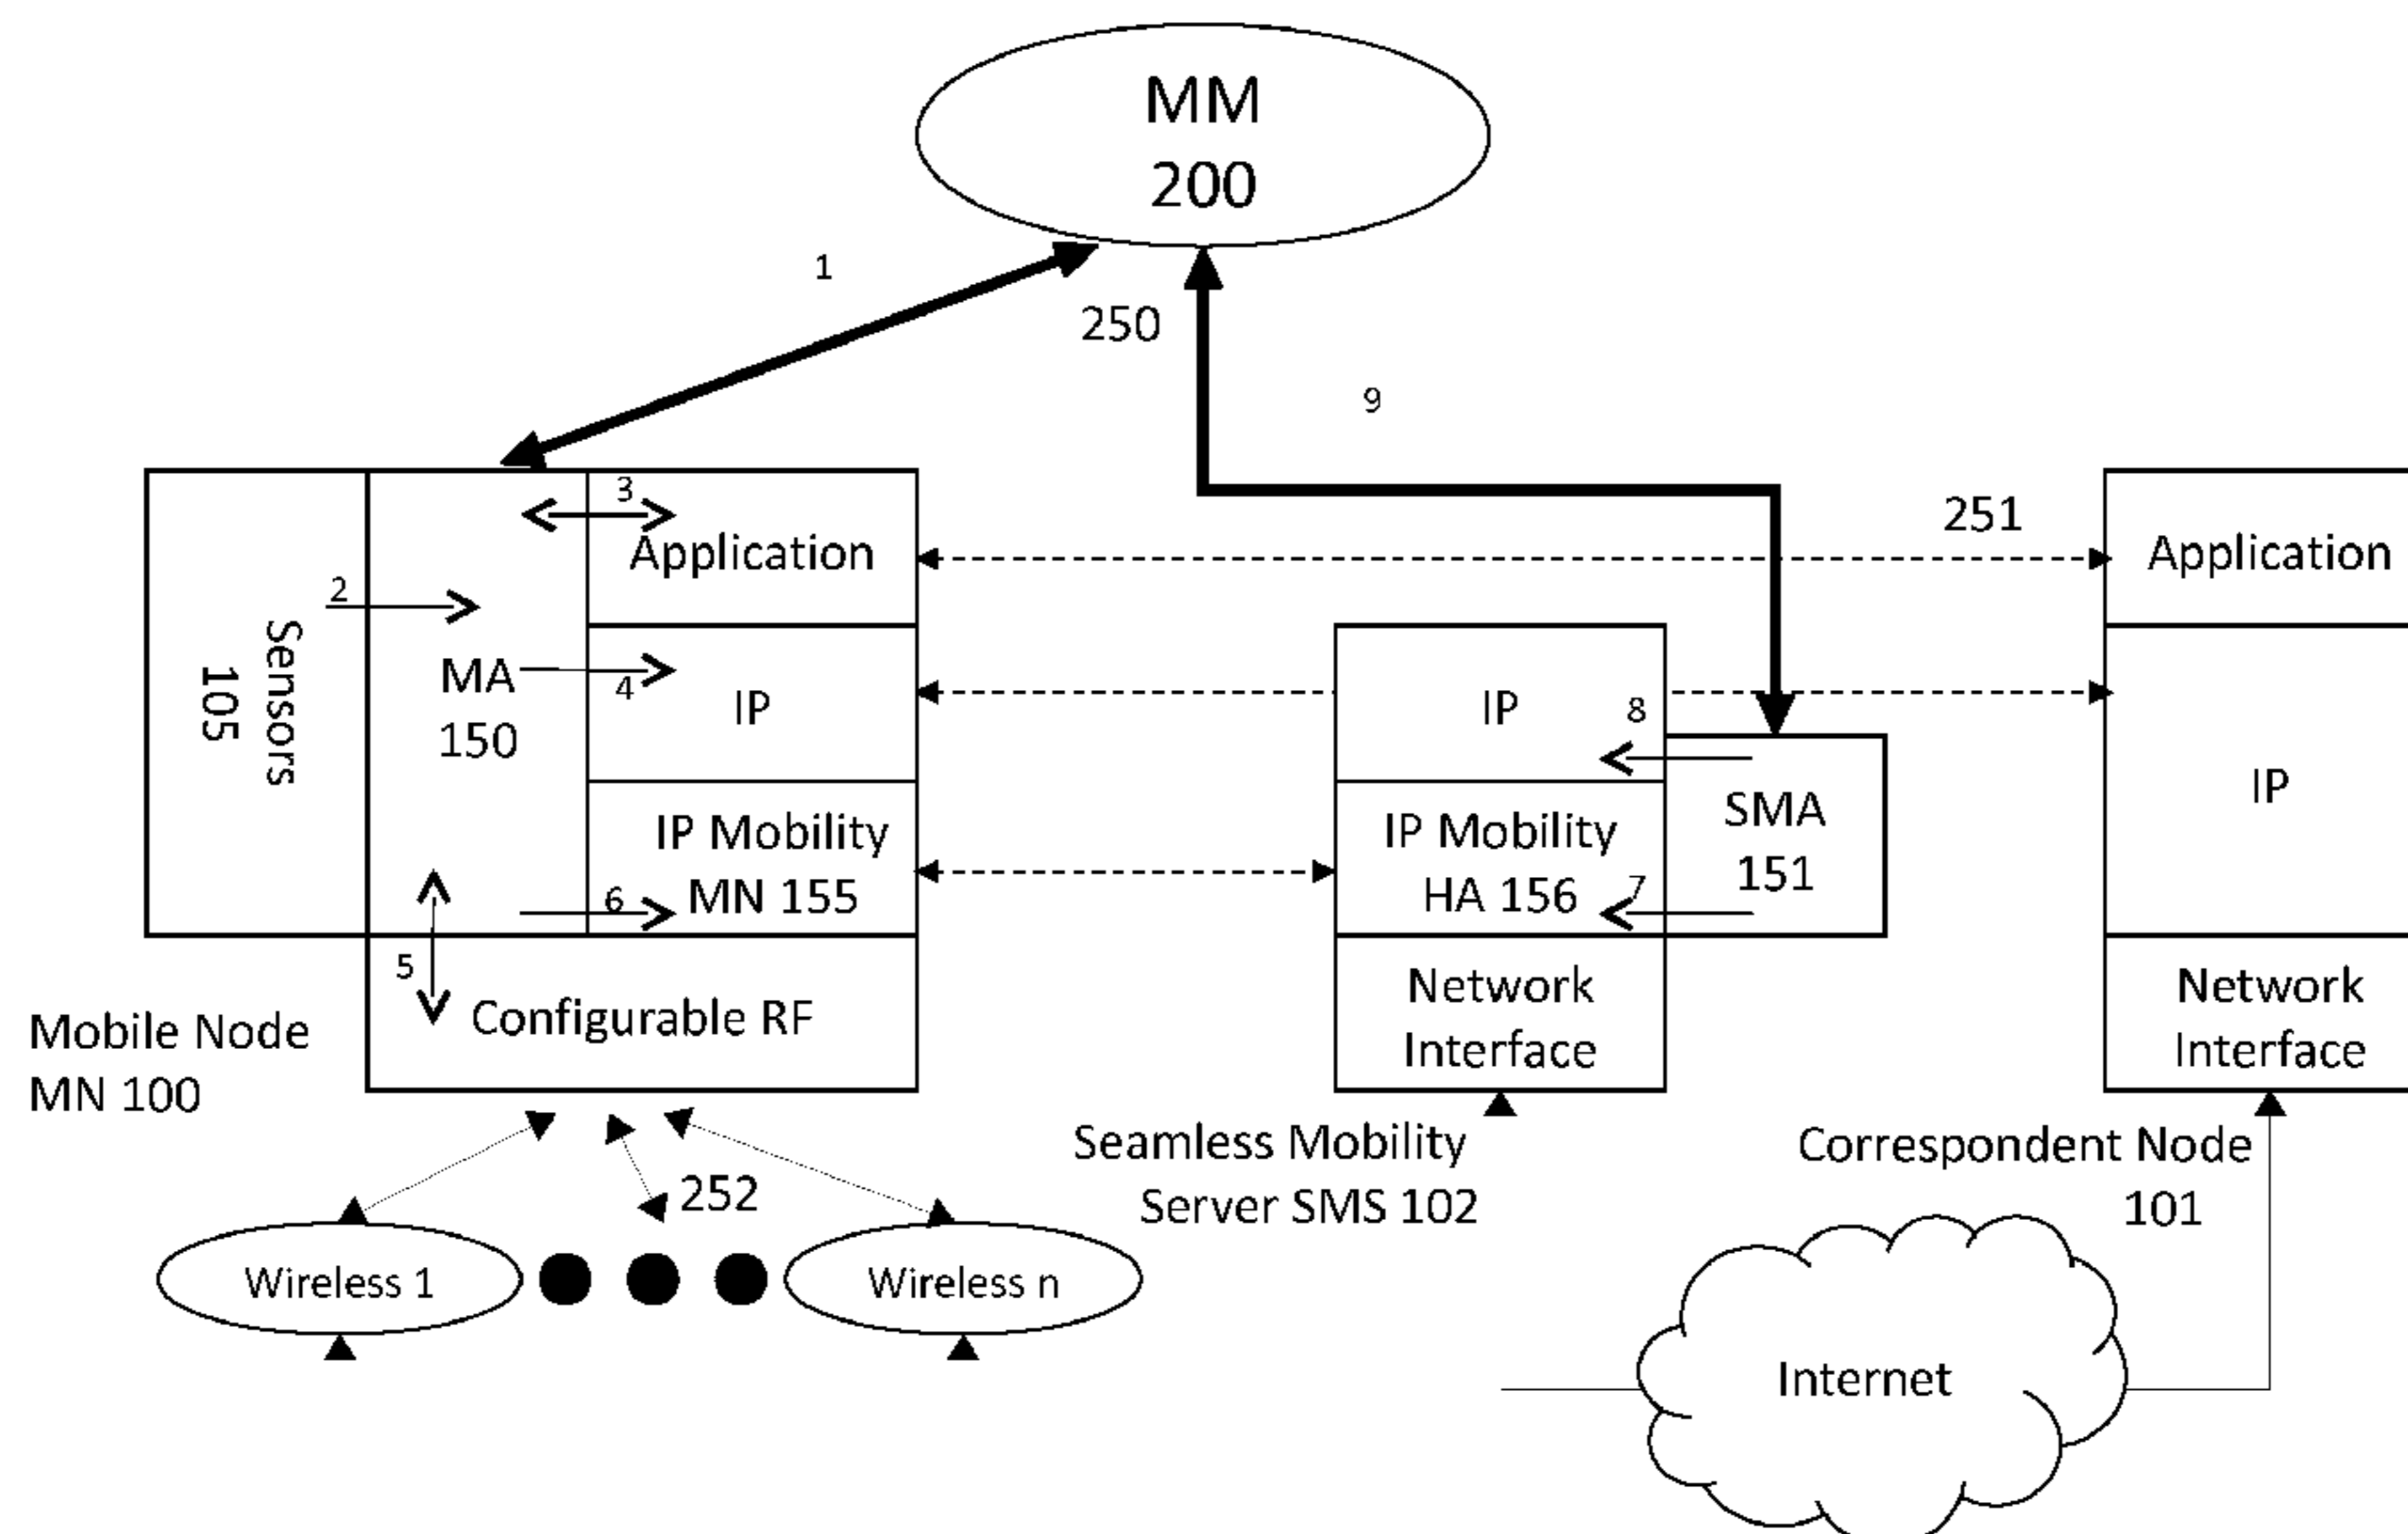 MM
200
1
250
9
3
Application
251
Application
2
Sensors
105
MA
150
4
IP
IP
8
IP
SMA
151
IP Mobility
MN 155
6
IP Mobility
HA 156
7
5
Configurable RF
Network
Interface
Network
Interface
Mobile Node
MN 100
Seamless Mobility
Server SMS 102
Correspondent Node
101
252
Wireless 1
Wireless n
Internet